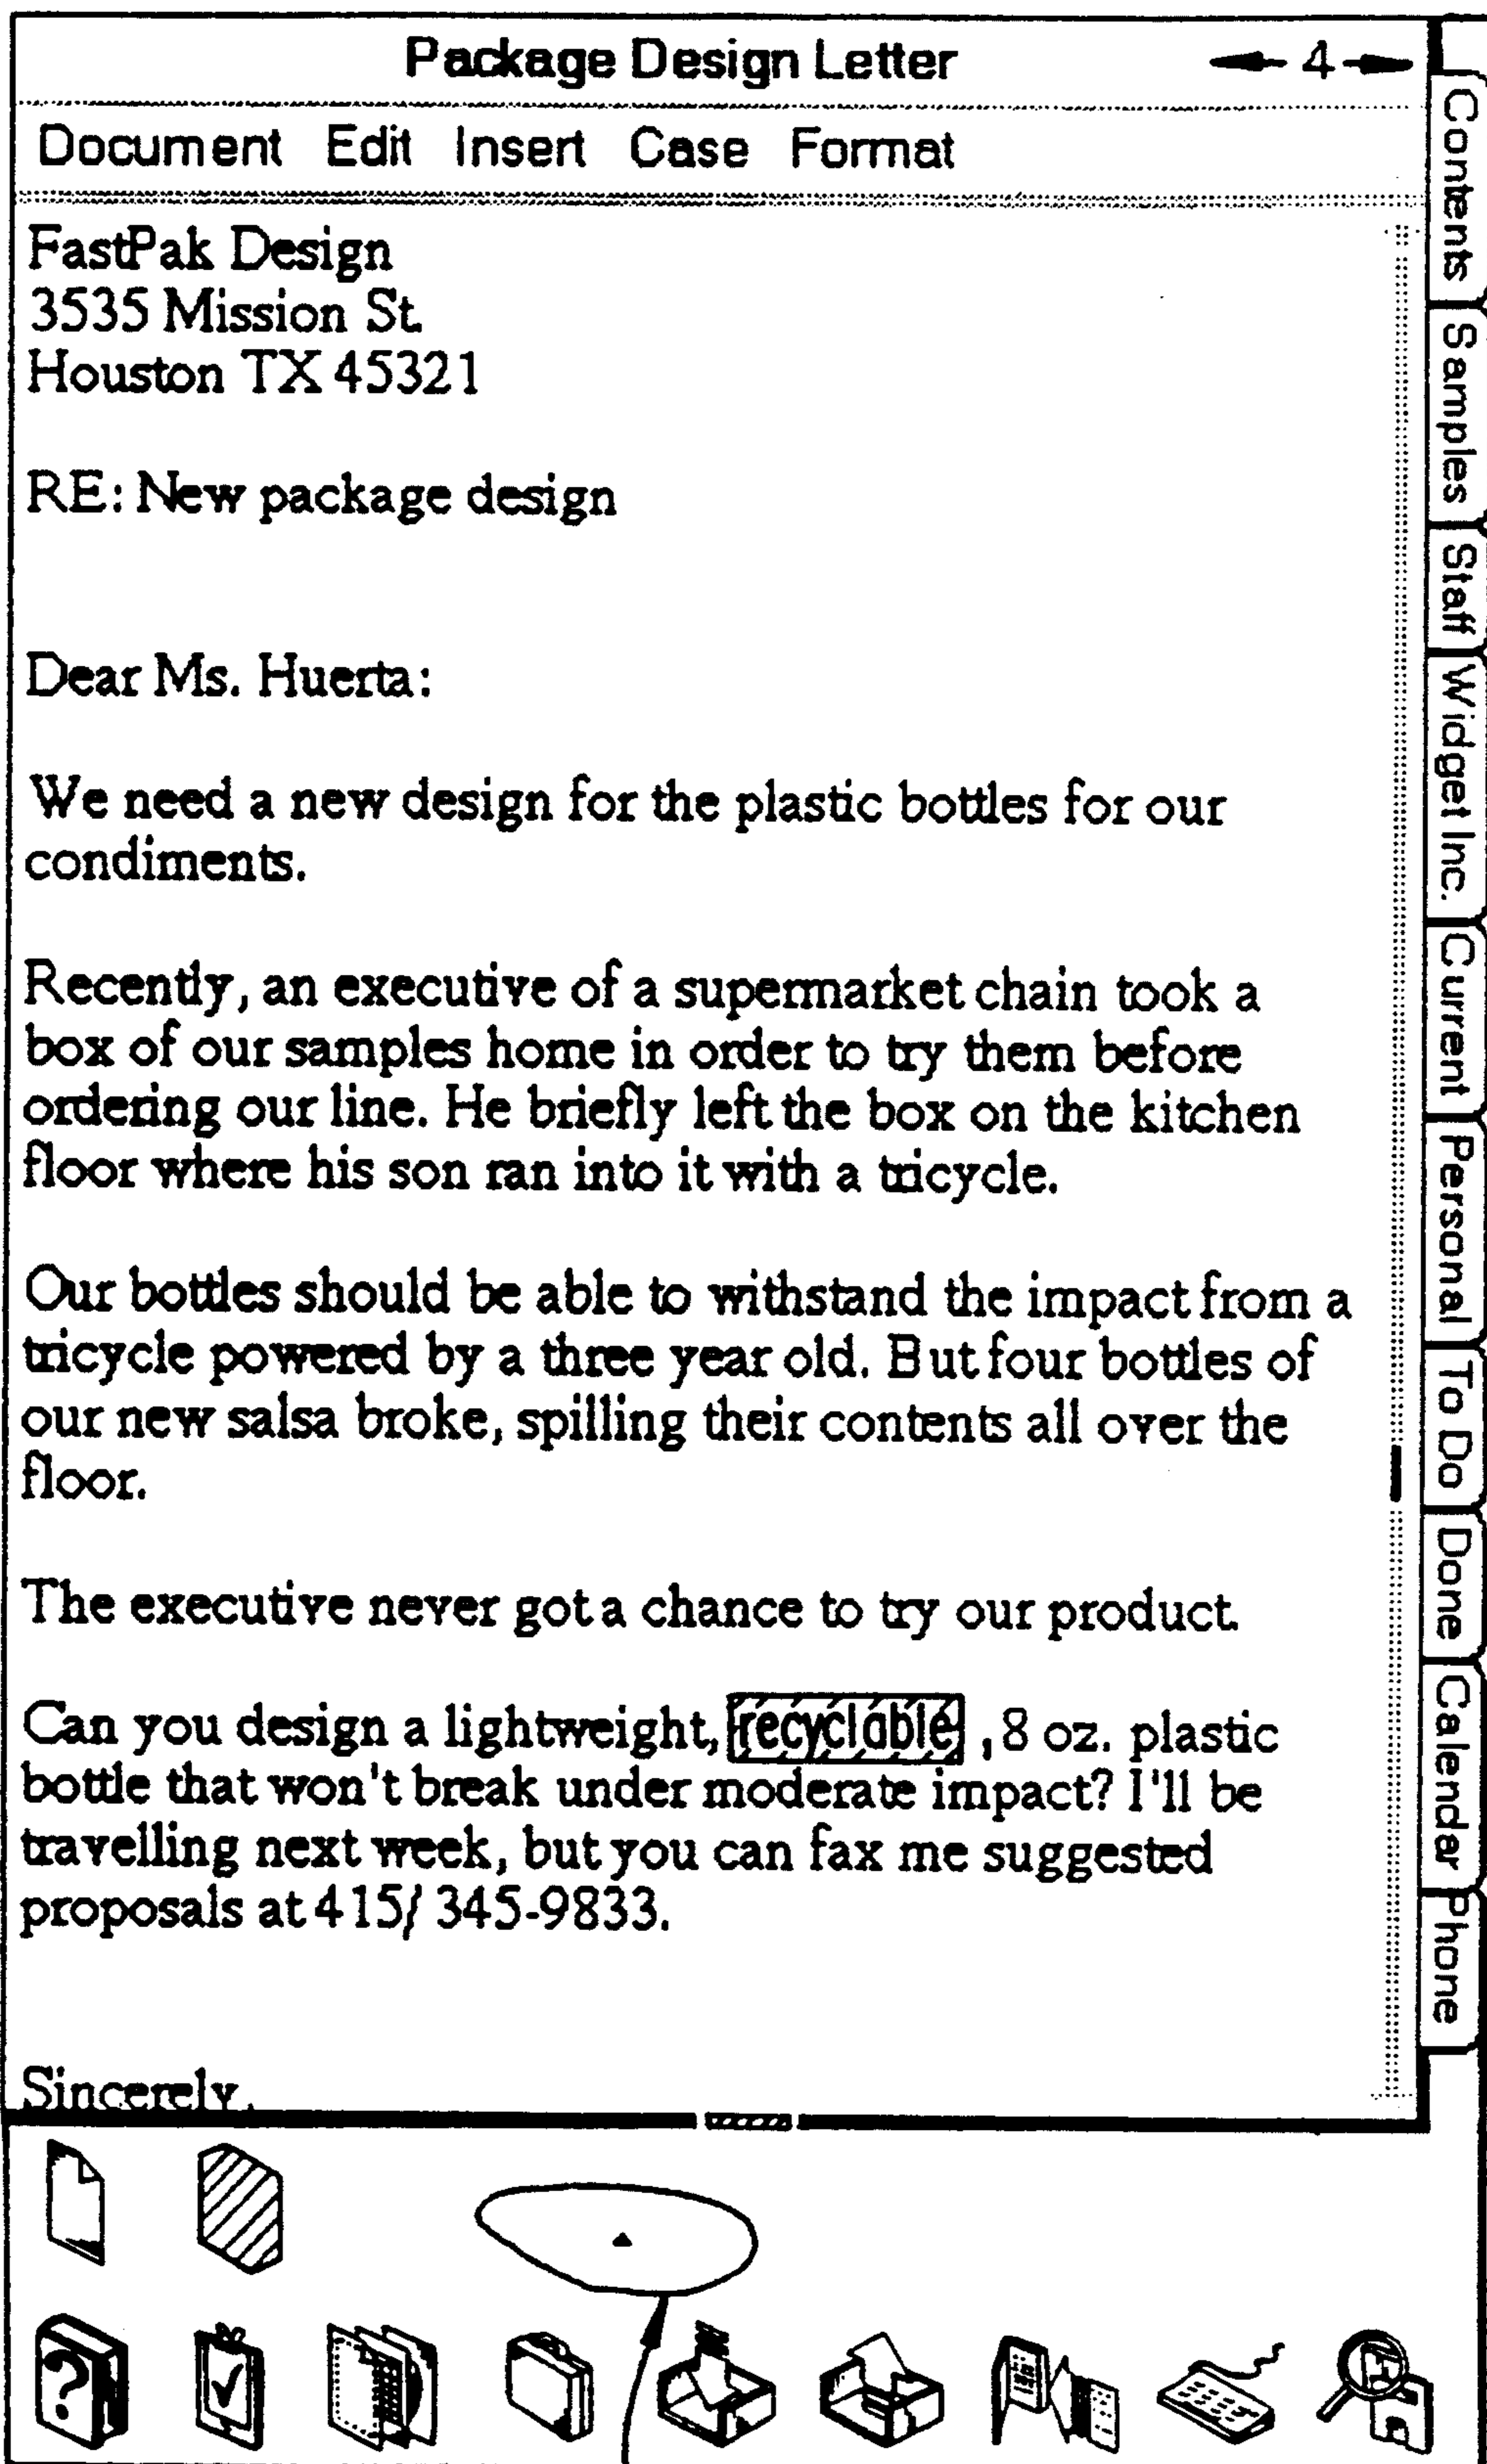 Package Design Letter
4
Document Edit Insert Case Format
FastPak Design
3535 Mission St.
Houston TX 45321
RE: New package design
Dear Ms. Huerta:
We need a new design for the plastic bottles for our
condiments.
Recently, an executive of a supermarket chain took a
box of our samples home in order to try them before
ordering our line. He briefly left the box on the kitchen
floor where his son ran into it with a tricycle.
Our bottles should be able to withstand the impact from a
tricycle powered by a three year old. But four bottles of
our new salsa broke, spilling their contents all over the
floor.
The executive never got a chance to try our product.
Can you design a lightweight, recyclable , 8 oz. plastic
bottle that won't break under moderate impact? I'll be
travelling next week, but you can fax me suggested
proposals at 415/ 345-9833.
Sincerely,
Contents
Samples
Staff
Widget Inc.
Current
Personal
To Do
Done
Calendar
Phone
?